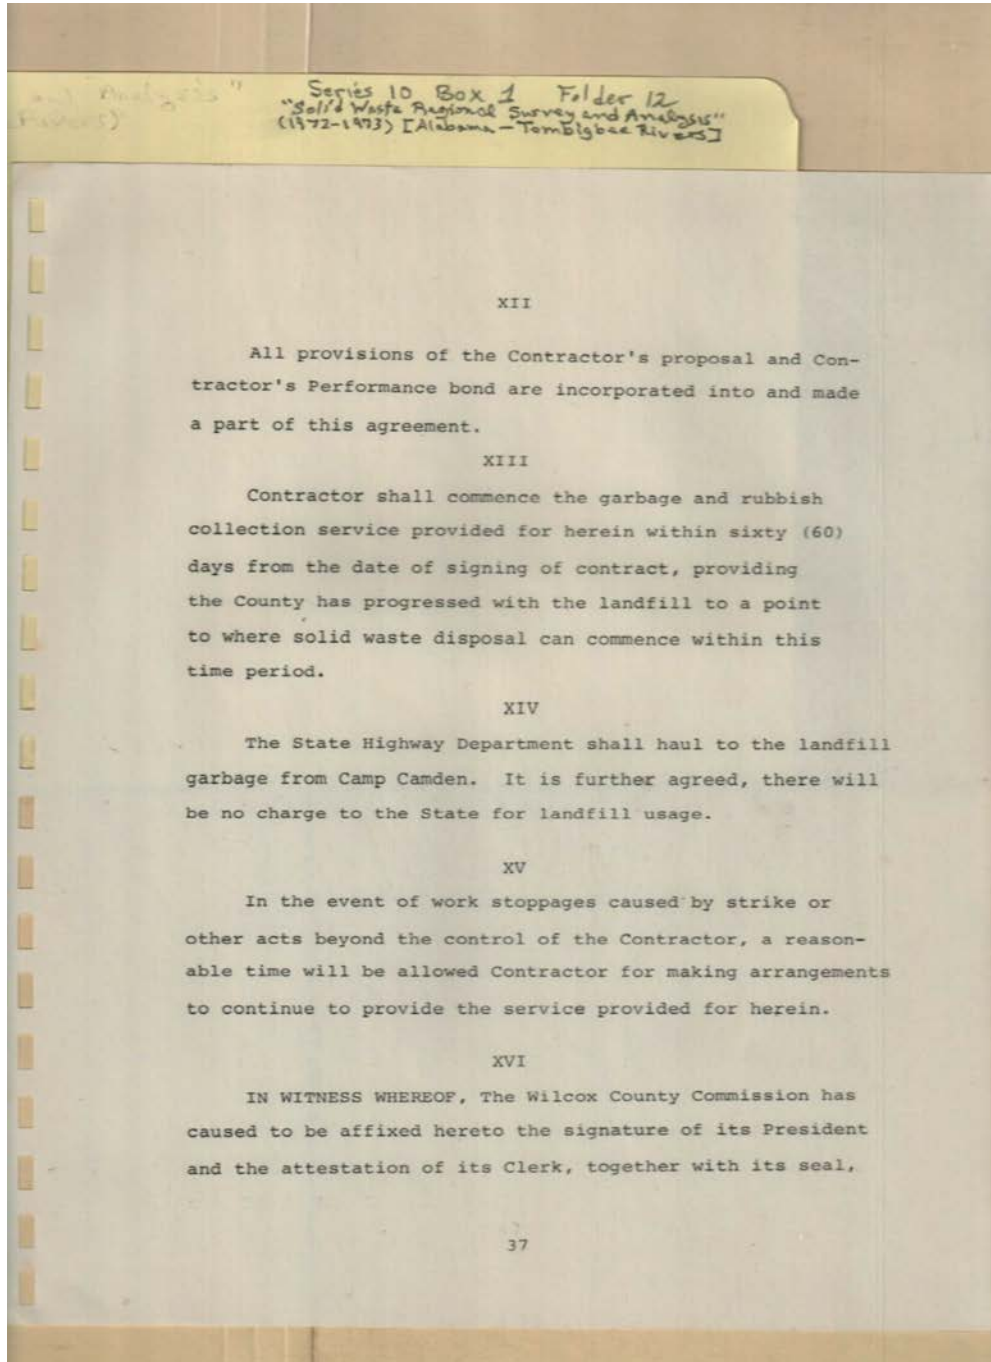 Analysis"
Rivers)
Series 10 Box 1 Folder 12
"Solid Waste Regional Survey and Analysis"
(1972-1973) [Alabama - Tombigbee Rivers]
XII
All provisions of the Contractor's proposal and Con-
tractor's Performance bond are incorporated into and made
a part of this agreement.
XIII
Contractor shall commence the garbage and rubbish
collection service provided for herein within sixty (60)
days from the date of signing of contract, providing
the County has progressed with the landfill to a point
to where solid waste disposal can commence within this
time period.
XIV
The State Highway Department shall haul to the landfill
garbage from Camp Camden. It is further agreed, there will
be no charge to the State for landfill usage.
XV
In the event of work stoppages caused by strike or
other acts beyond the control of the Contractor, a reason-
able time will be allowed Contractor for making arrangements
to continue to provide the service provided for herein.
XVI
IN WITNESS WHEREOF, The Wilcox County Commission has
caused to be affixed hereto the signature of its President
and the attestation of its Clerk, together with its seal,
37